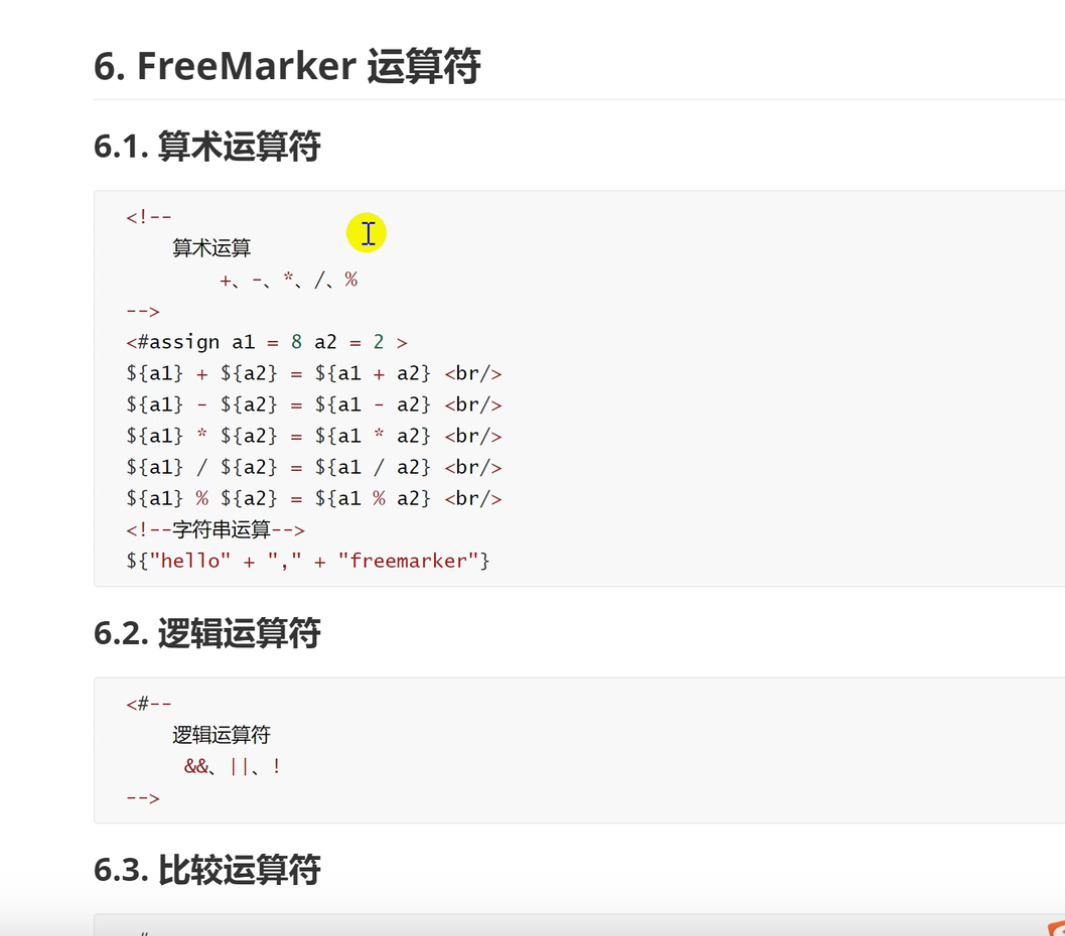 6. FreeMarker 运算符
6.1. 算术运算符
<!--
算术运算
+、-、*、/、%
-->
<#assign a1 = 8 a2 = 2 >
${a1} + ${a2} = ${a1 + a2} <br/>
${a1} - ${a2} = ${a1 - a2} <br/>
${a1} * ${a2} = ${a1 * a2} <br/>
${a1} / ${a2} = ${a1 / a2} <br/>
${a1} % ${a2} = ${a1 % a2} <br/>
<!--字符串运算-->
${"hello" + "," + "freemarker"}
6.2. 逻辑运算符
<#--
逻辑运算符
&&、||、!
-->
6.3. 比较运算符